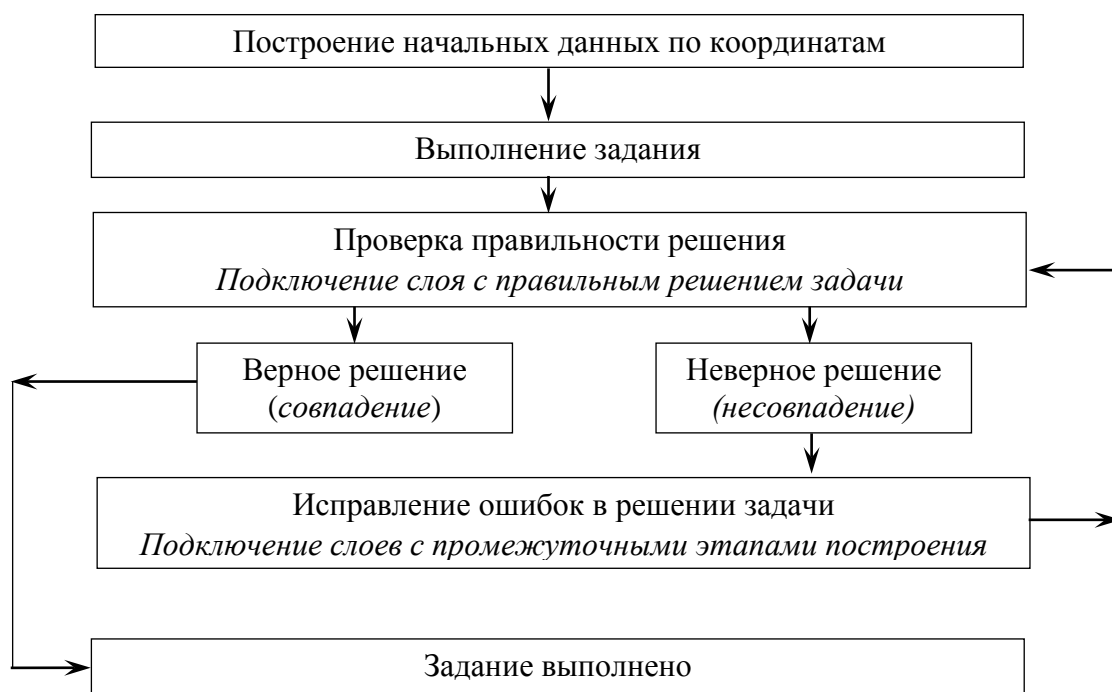 Построение начальных данных по координатам
Выполнение задания
Проверка правильности решения
Подключение слоя с правильным решением задачи
Верное решение
(совпадение)
Неверное решение
(несовпадение)
Исправление ошибок в решении задачи
Подключение слоев с промежуточными этапами построения
Задание выполнено